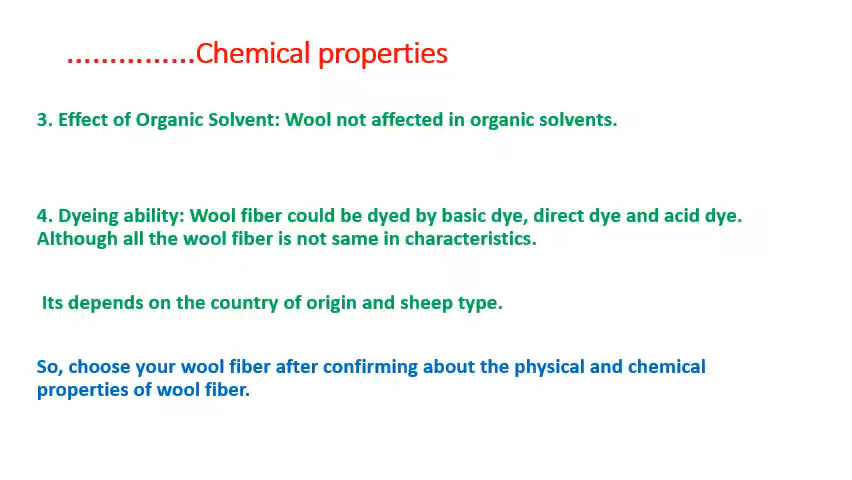 ...............Chemical properties
3. Effect of Organic Solvent: Wool not affected in organic solvents.
4. Dyeing ability: Wool fiber could be dyed by basic dye, direct dye and acid dye.
Although all the wool fiber is not same in characteristics.
Its depends on the country of origin and sheep type.
So, choose your wool fiber after confirming about the physical and chemical
properties of wool fiber.